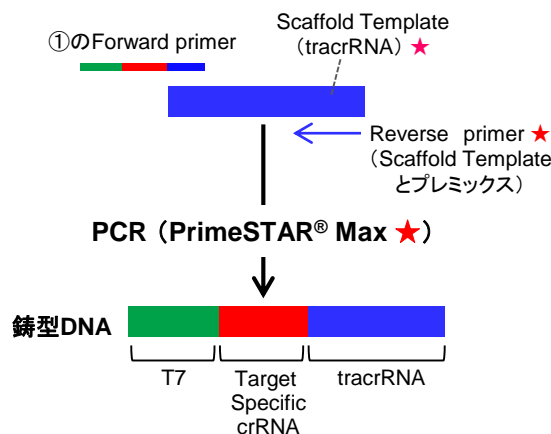 ①のForward primer
Scaffold Template
(tracrRNA) ★
Reverse primer ★
(Scaffold Template
とプレミックス)
PCR (PrimeSTAR® Max ★)
鋳型DNA
T7
Target
Specific
crRNA
tracrRNA